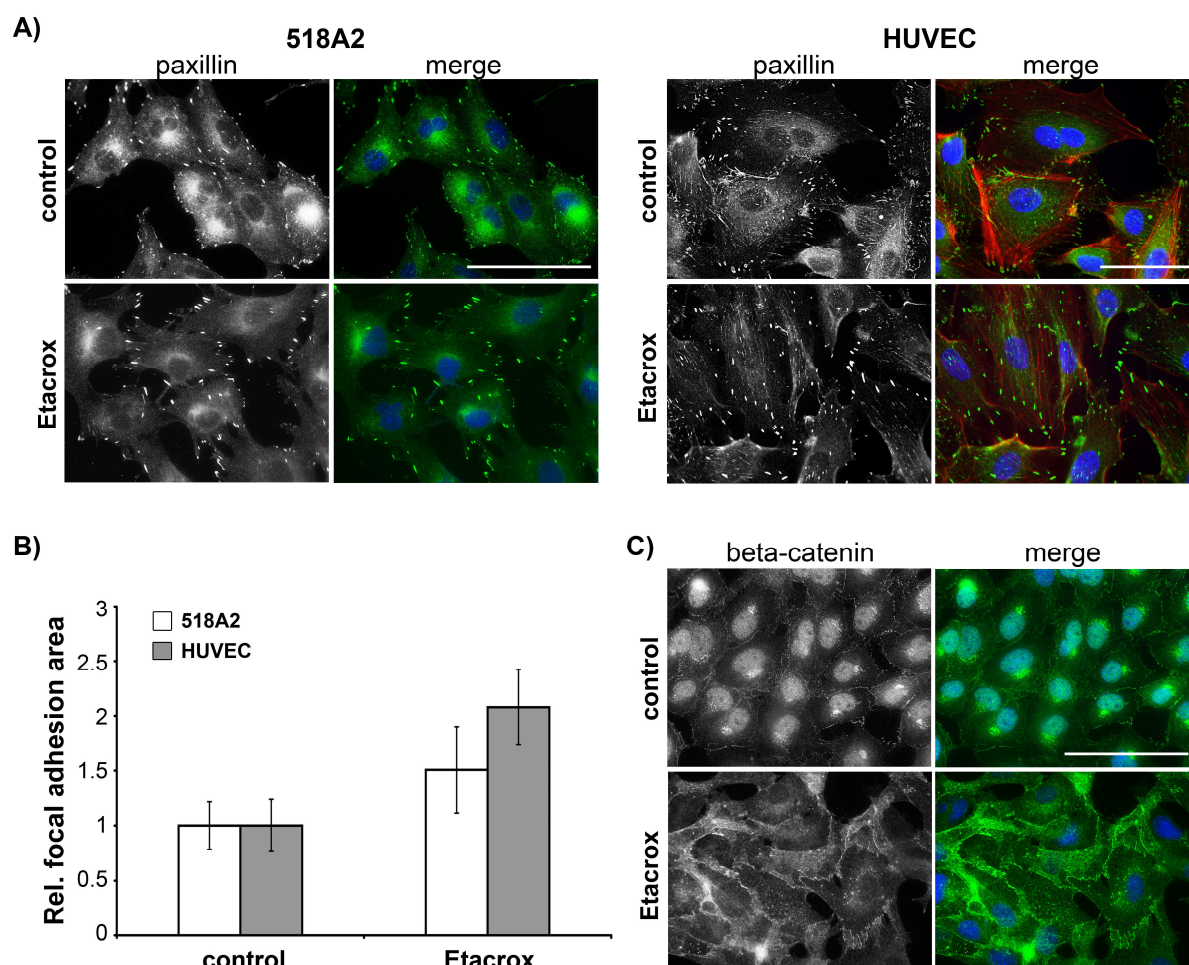 A)
518A2
HUVEC
paxillin
merge
paxillin
merge
control
control
Etacrox
Etacrox
B)
Rel. focal adhesion area
3
2.5
2
1.5
1
0.5
0
518A2
HUVEC
control
Etacrox
C)
beta-catenin
merge
control
Etacrox